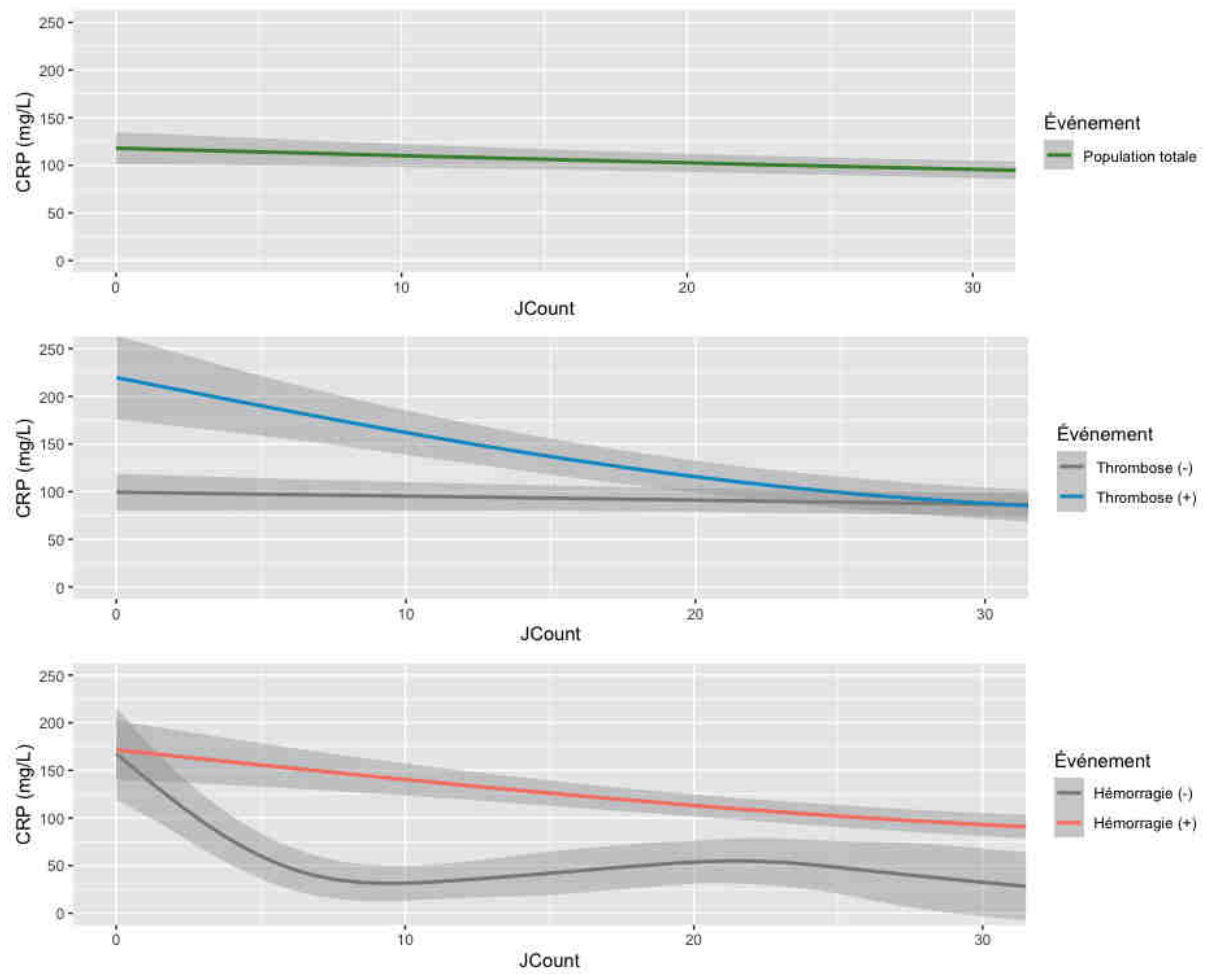 250
200
150
100
50
0
CRP (mg/L)
0 10 20 30
JCount
Événement
Population totale
250
200
150
100
50
0
CRP (mg/L)
0 10 20 30
JCount
Événement
Thrombose (-)
Thrombose (+)
250
200
150
100
50
0
CRP (mg/L)
0 10 20 30
JCount
Événement
Hémorragie (-)
Hémorragie (+)